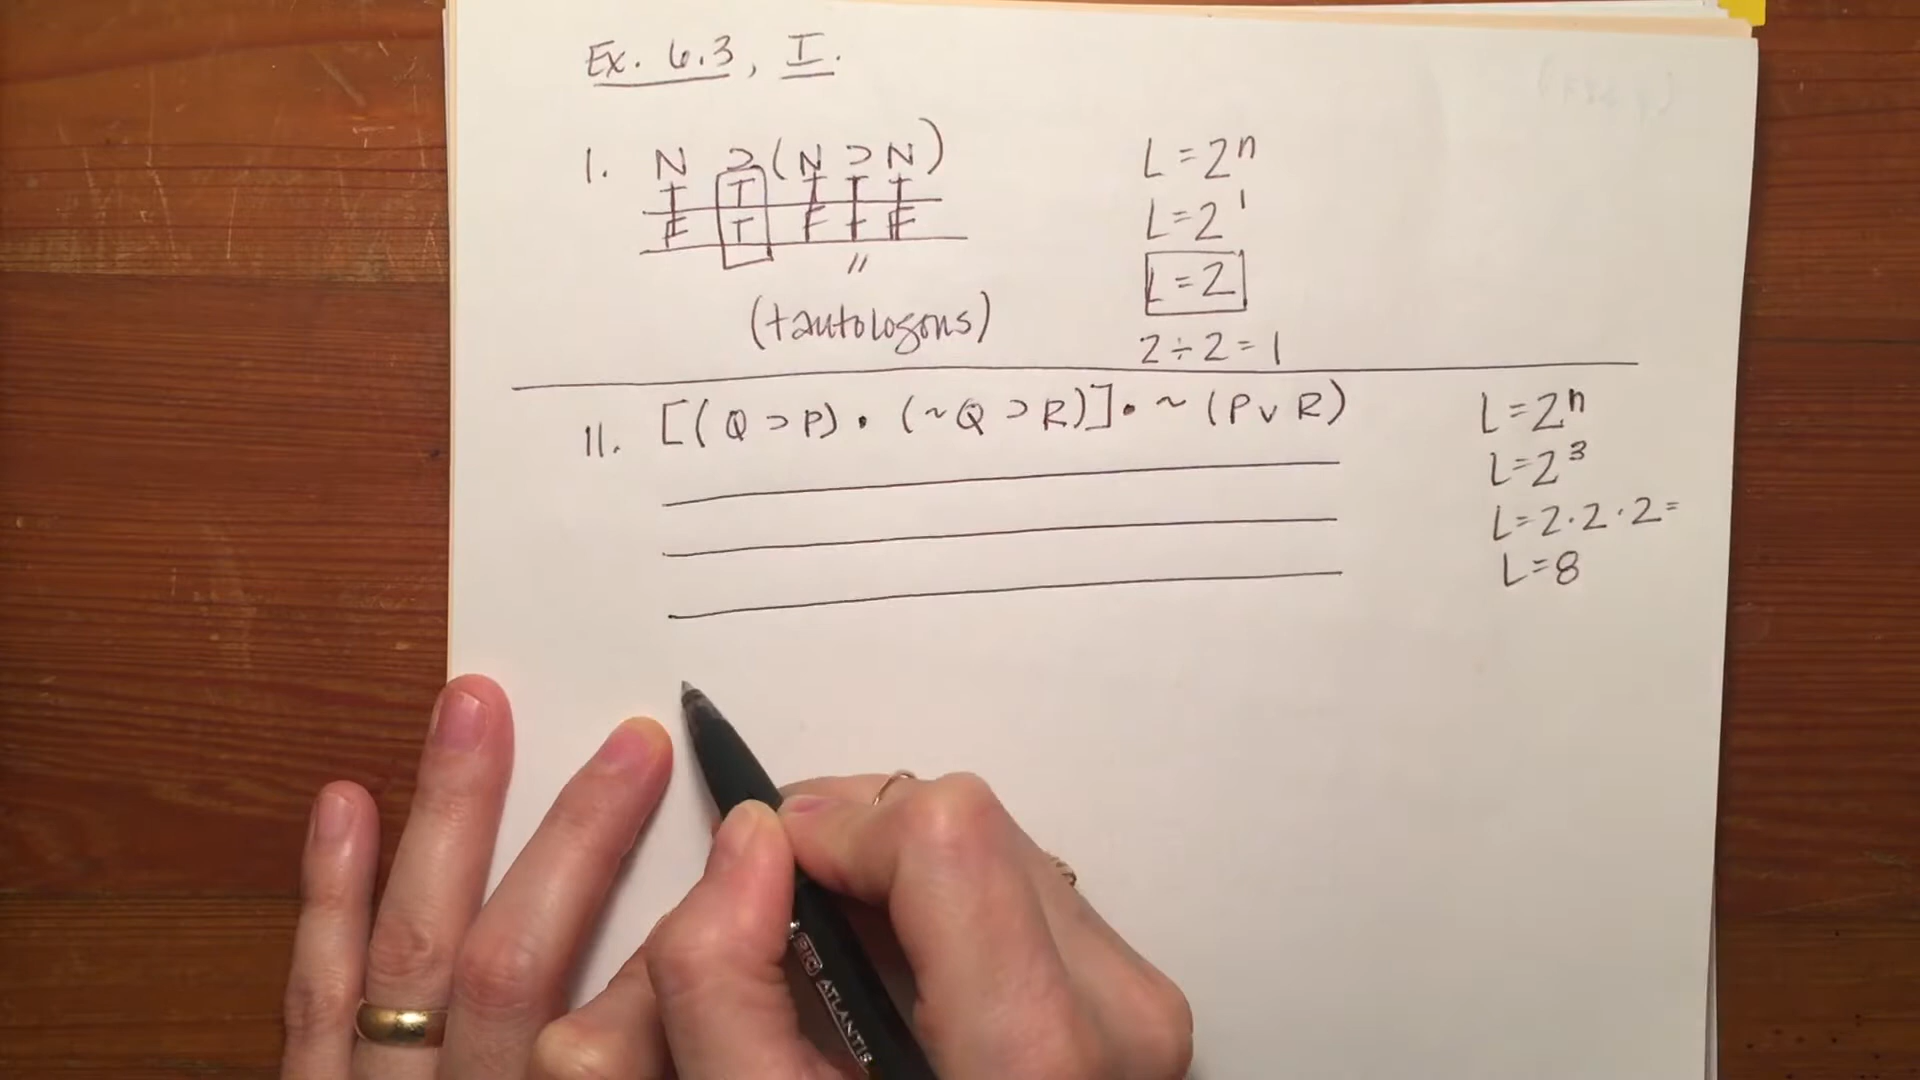 Ex. 6.3, I.
1. N ⊃ (N ⊃ N)
T T T T T
F T F T F
"
(tautologous)
L = 2ⁿ
L = 2¹
L = 2
2 ÷ 2 = 1
11. [(Q ⊃ P) • (~Q ⊃ R)] • ~(P v R)
L = 2ⁿ
L = 2³
L = 2 · 2 · 2 =
L = 8
BIC ATLANTIS